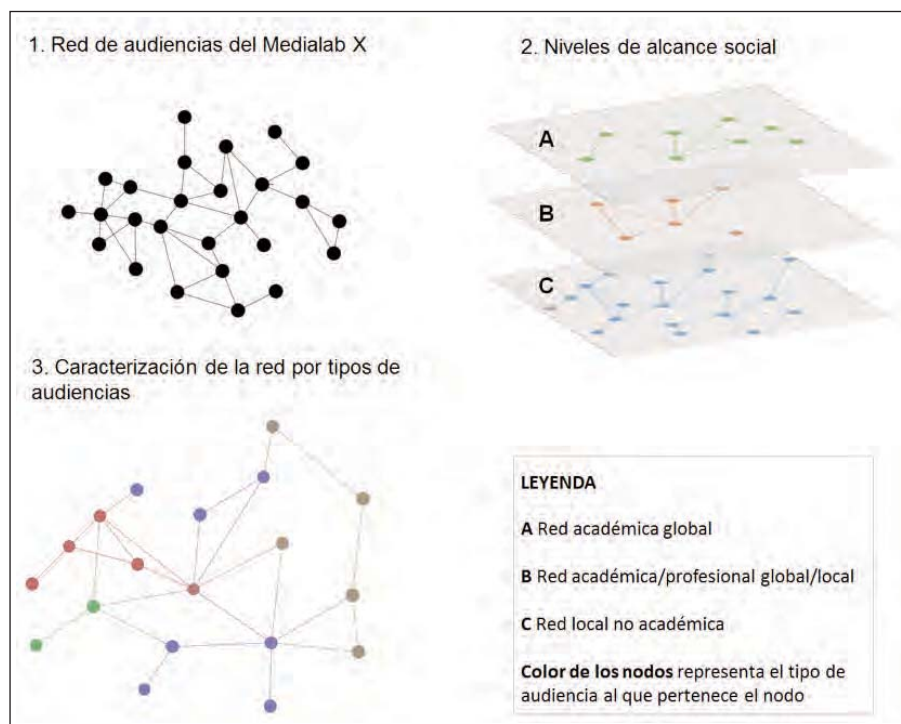 1. Red de audiencias del Medialab X
2. Niveles de alcance social
A
B
C
3. Caracterización de la red por tipos de
audiencias
LEYENDA
A Red académica global
B Red académica/profesional global/local
C Red local no académica
Color de los nodos representa el tipo de
audiencia al que pertenece el nodo